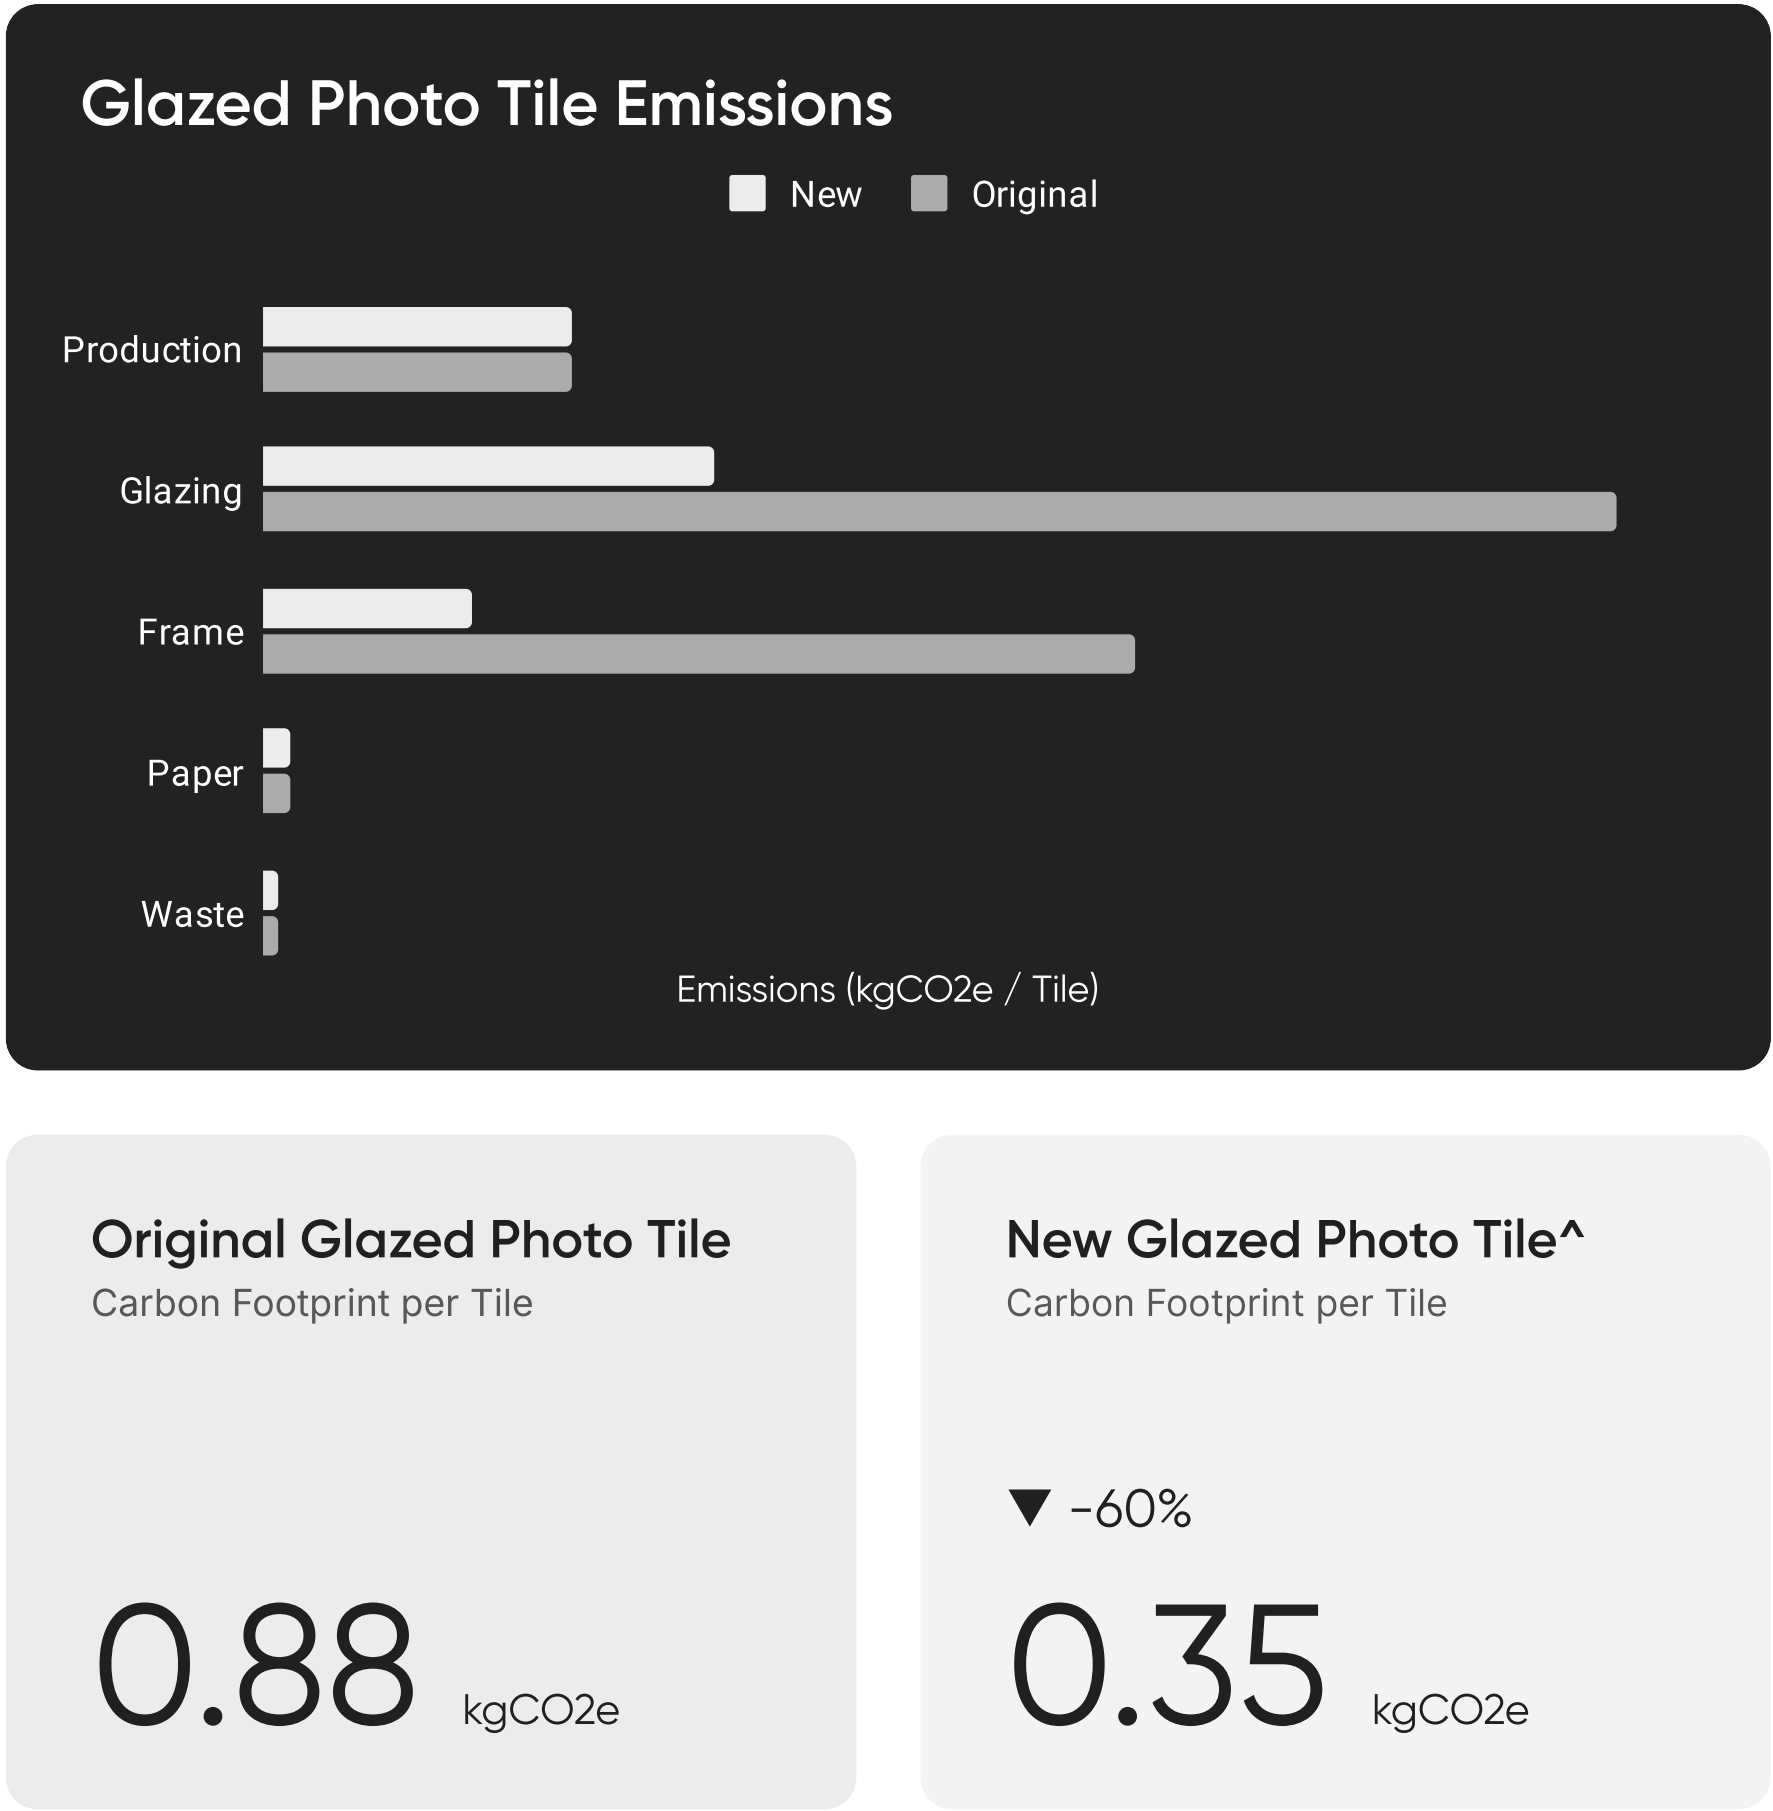 Glazed Photo Tile Emissions
New Original
Production
Glazing
Frame
Paper
Waste
Emissions (kgCO2e / Tile)
Original Glazed Photo Tile
Carbon Footprint per Tile
0.88 kgCO2e
New Glazed Photo Tile^
Carbon Footprint per Tile
▼ -60%
0.35 kgCO2e